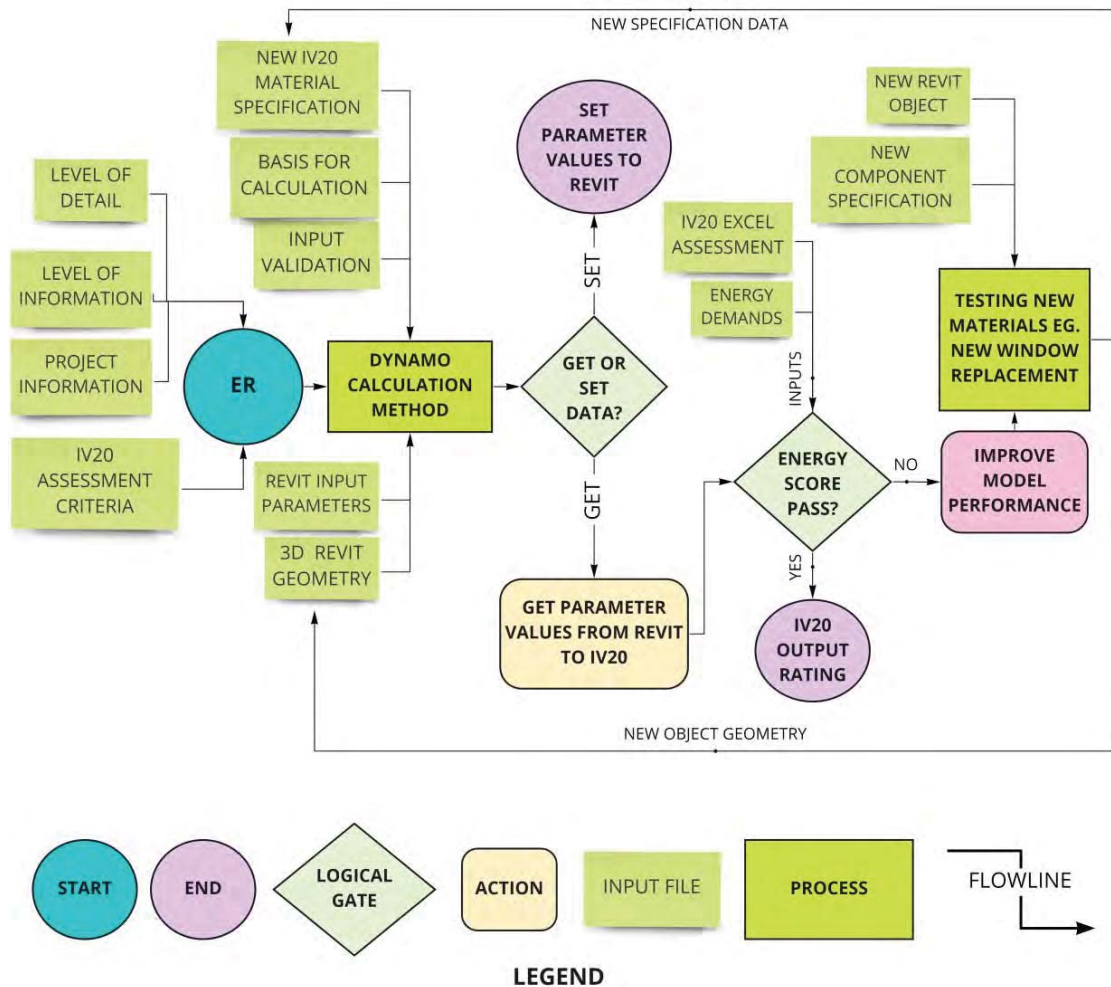 NEW SPECIFICATION DATA
NEW IV20
MATERIAL
SPECIFICATION
BASIS FOR
CALCULATION
INPUT
VALIDATION
LEVEL OF
DETAIL
LEVEL OF
INFORMATION
PROJECT
INFORMATION
IV20
ASSESSMENT
CRITERIA
ER
DYNAMO
CALCULATION
METHOD
REVIT INPUT
PARAMETERS
3D REVIT
GEOMETRY
SET
PARAMETER
VALUES TO
REVIT
SET
GET OR
SET
DATA?
GET
GET PARAMETER
VALUES FROM REVIT
TO IV20
IV20 EXCEL
ASSESSMENT
ENERGY
DEMANDS
INPUTS
ENERGY
SCORE
PASS?
NO
YES
IV20
OUTPUT
RATING
NEW REVIT
OBJECT
NEW
COMPONENT
SPECIFICATION
TESTING NEW
MATERIALS EG.
NEW WINDOW
REPLACEMENT
IMPROVE
MODEL
PERFORMANCE
NEW OBJECT GEOMETRY
START
END
LOGICAL
GATE
ACTION
INPUT FILE
PROCESS
FLOWLINE
LEGEND